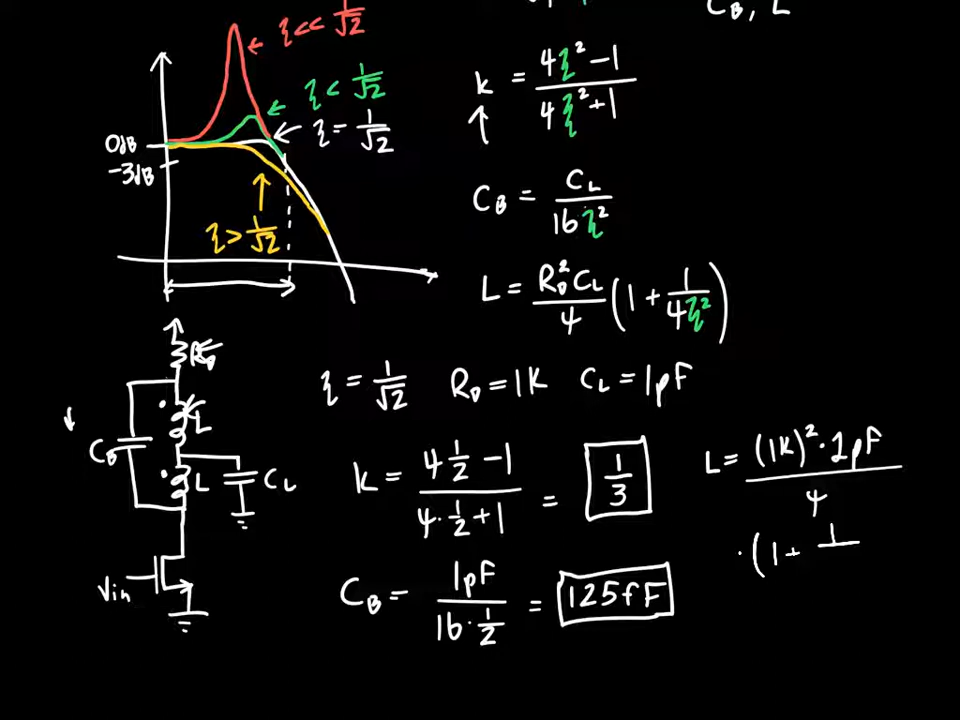 ζ << 1/√2
ζ < 1/√2
ζ = 1/√2
0dB
-3dB
ζ > 1/√2
C_B, L
k = (4ζ² - 1)/(4ζ² + 1)
C_B = C_L/(16ζ²)
L = (R_D² C_L)/4 (1 + 1/(4ζ²))
R_D
L
C_B
L
C_L
Vin
ζ = 1/√2 R_D = 1K C_L = 1pF
k = (4 1/2 - 1)/(4 · 1/2 + 1) = 1/3
C_B = 1pF/(16 · 1/2) = 125fF
L = ((1K)² · 1pF)/4
· (1 + 1